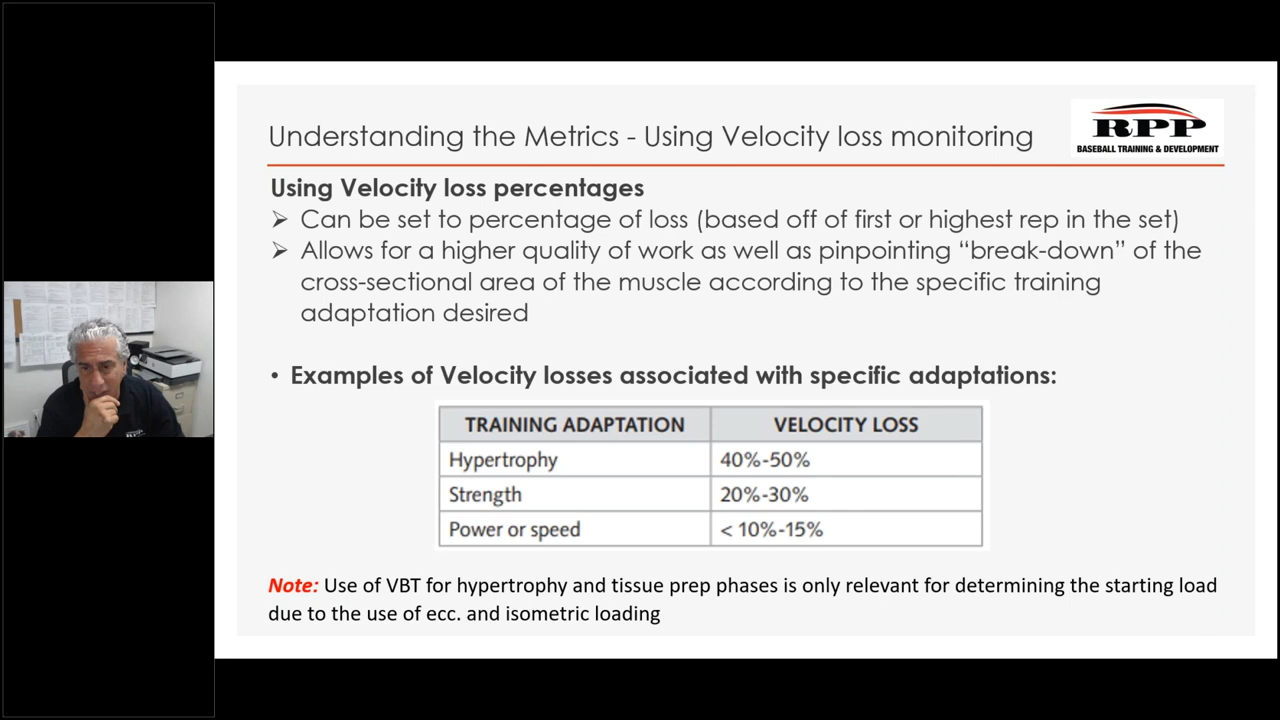 Understanding the Metrics - Using Velocity loss monitoring
RPP
BASEBALL TRAINING & DEVELOPMENT
Using Velocity loss percentages
➢ Can be set to percentage of loss (based off of first or highest rep in the set)
➢ Allows for a higher quality of work as well as pinpointing “break-down” of the
cross-sectional area of the muscle according to the specific training
adaptation desired
• Examples of Velocity losses associated with specific adaptations:
TRAINING ADAPTATION VELOCITY LOSS
Hypertrophy 40%-50%
Strength 20%-30%
Power or speed < 10%-15%
Note: Use of VBT for hypertrophy and tissue prep phases is only relevant for determining the starting load
due to the use of ecc. and isometric loading